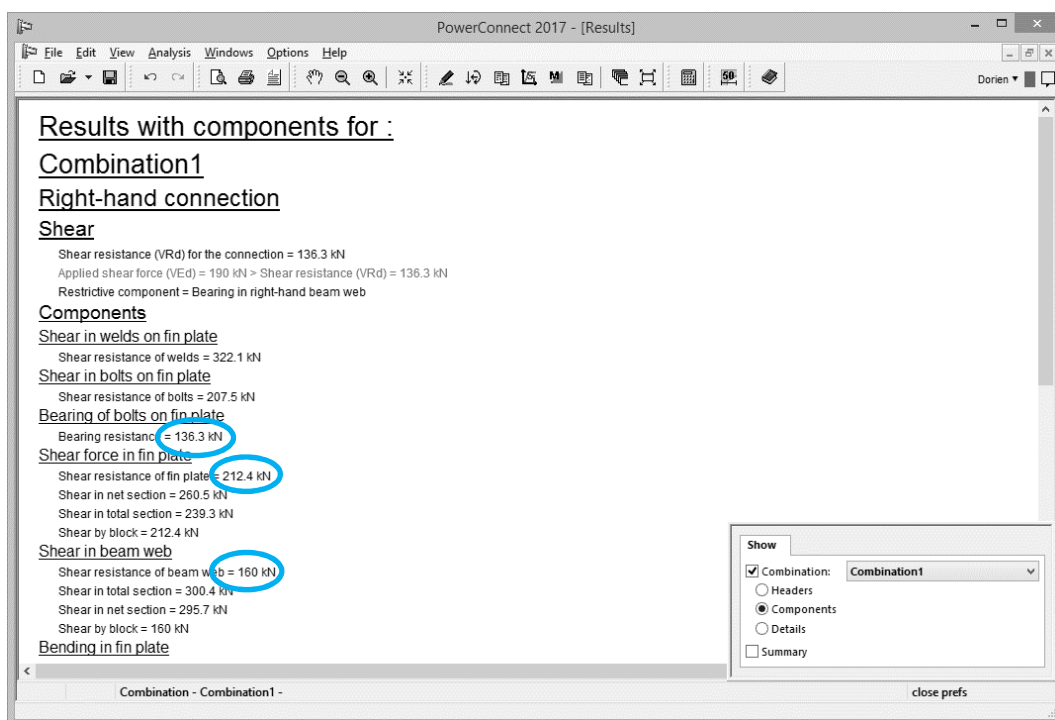 PowerConnect 2017 - [Results]
File Edit View Analysis Windows Options Help
50-
Dorien
Results with components for :
Combination1
Right-hand connection
Shear
Shear resistance (VRd) for the connection = 136.3 kN
Applied shear force (VEd) = 190 kN > Shear resistance (VRd) = 136.3 kN
Restrictive component = Bearing in right-hand beam web
Components
Shear in welds on fin plate
Shear resistance of welds = 322.1 kN
Shear in bolts on fin plate
Shear resistance of bolts = 207.5 kN
Bearing of bolts on fin plate
Bearing resistance = 136.3 kN
Shear force in fin plate
Shear resistance of fin plate = 212.4 kN
Shear in net section = 260.5 kN
Shear in total section = 239.3 kN
Shear by block = 212.4 kN
Shear in beam web
Shear resistance of beam web = 160 kN
Shear in total section = 300.4 kN
Shear in net section = 295.7 kN
Shear by block = 160 kN
Bending in fin plate
Show
Combination: Combination1
Headers
Components
Details
Summary
Combination - Combination1 - close prefs